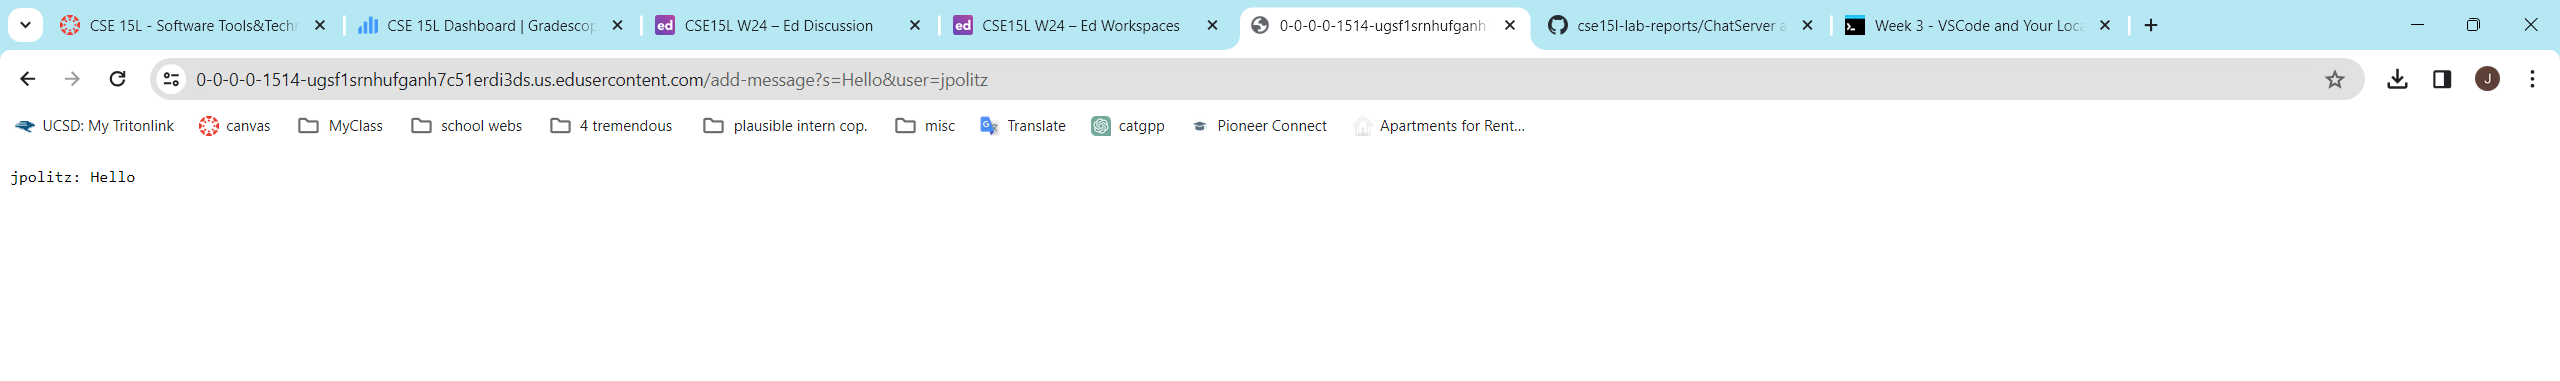 CSE 15L - Software Tools&Techn
CSE 15L Dashboard | Gradescop
ed CSE15L W24 – Ed Discussion
ed CSE15L W24 – Ed Workspaces
0-0-0-0-1514-ugsf1srnhufganh
cse15l-lab-reports/ChatServer a
Week 3 - VSCode and Your Loca
0-0-0-0-1514-ugsf1srnhufganh7c51erdi3ds.us.edusercontent.com/add-message?s=Hello&user=jpolitz
J
UCSD: My Tritonlink
canvas
MyClass
school webs
4 tremendous
plausible intern cop.
misc
Translate
catgpp
Pioneer Connect
Apartments for Rent...
jpolitz: Hello